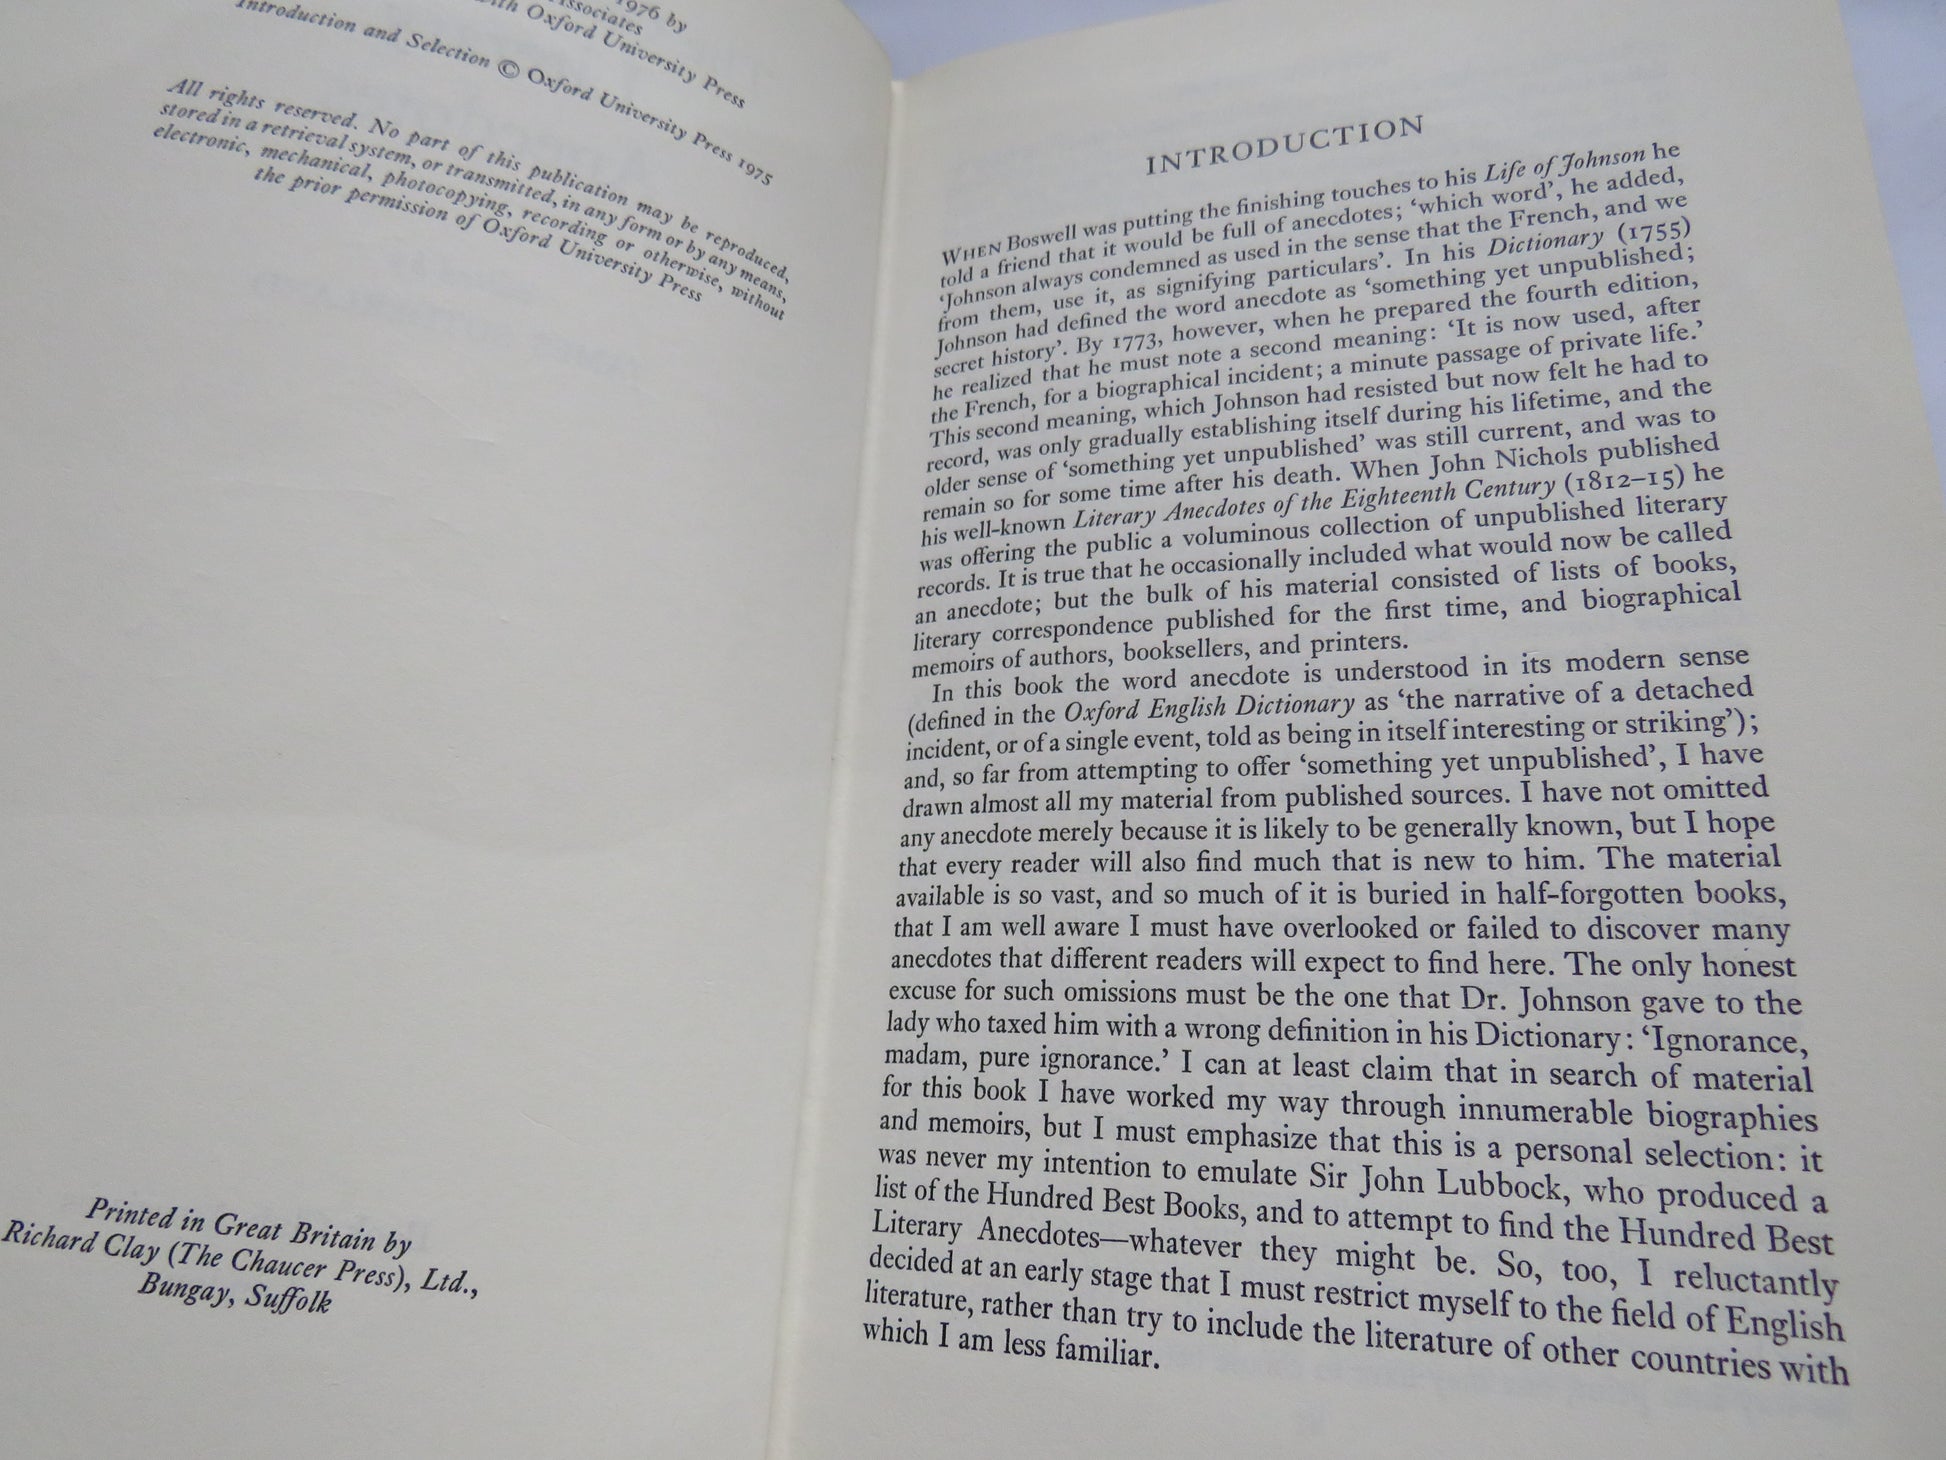 1976 by
Associates
with Oxford University Press
Introduction and Selection © Oxford University Press 1975
All rights reserved. No part of this publication may be reproduced,
stored in a retrieval system, or transmitted, in any form or by any means,
electronic, mechanical, photocopying, recording or otherwise, without
the prior permission of Oxford University Press
Printed in Great Britain by
Richard Clay (The Chaucer Press), Ltd.,
Bungay, Suffolk
INTRODUCTION
WHEN Boswell was putting the finishing touches to his Life of Johnson he
told a friend that it would be full of anecdotes; ‘which word’, he added,
‘Johnson always condemned as used in the sense that the French, and we
from them, use it, as signifying particulars’. In his Dictionary (1755)
Johnson had defined the word anecdote as ‘something yet unpublished;
secret history’. By 1773, however, when he prepared the fourth edition,
he realized that he must note a second meaning: ‘It is now used, after
the French, for a biographical incident; a minute passage of private life.’
This second meaning, which Johnson had resisted but now felt he had to
record, was only gradually establishing itself during his lifetime, and the
older sense of ‘something yet unpublished’ was still current, and was to
remain so for some time after his death. When John Nichols published
his well-known Literary Anecdotes of the Eighteenth Century (1812–15) he
was offering the public a voluminous collection of unpublished literary
records. It is true that he occasionally included what would now be called
an anecdote; but the bulk of his material consisted of lists of books,
literary correspondence published for the first time, and biographical
memoirs of authors, booksellers, and printers.
In this book the word anecdote is understood in its modern sense
(defined in the Oxford English Dictionary as ‘the narrative of a detached
incident, or of a single event, told as being in itself interesting or striking’);
and, so far from attempting to offer ‘something yet unpublished’, I have
drawn almost all my material from published sources. I have not omitted
any anecdote merely because it is likely to be generally known, but I hope
that every reader will also find much that is new to him. The material
available is so vast, and so much of it is buried in half-forgotten books,
that I am well aware I must have overlooked or failed to discover many
anecdotes that different readers will expect to find here. The only honest
excuse for such omissions must be the one that Dr. Johnson gave to the
lady who taxed him with a wrong definition in his Dictionary: ‘Ignorance,
madam, pure ignorance.’ I can at least claim that in search of material
for this book I have worked my way through innumerable biographies
and memoirs, but I must emphasize that this is a personal selection: it
was never my intention to emulate Sir John Lubbock, who produced a
list of the Hundred Best Books, and to attempt to find the Hundred Best
Literary Anecdotes—whatever they might be. So, too, I reluctantly
decided at an early stage that I must restrict myself to the field of English
literature, rather than try to include the literature of other countries with
which I am less familiar.